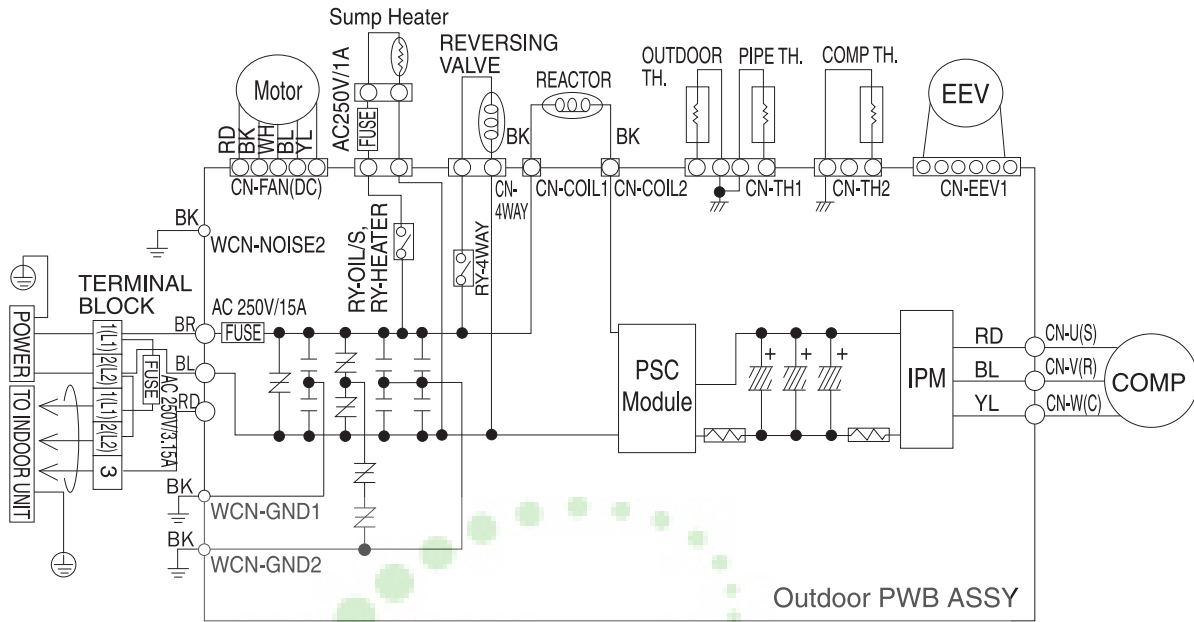 Sump Heater
REVERSING
VALVE
REACTOR
OUTDOOR
TH.
PIPE TH.
COMP TH.
EEV
Motor
AC250V/1A
FUSE
RD
BK
WH
BL
YL
BK
BK
CN-FAN(DC)
CN-
4WAY
CN-COIL1
CN-COIL2
CN-TH1
CN-TH2
CN-EEV1
BK
WCN-NOISE2
RY-OIL/S,
RY-HEATER
RY-4WAY
TERMINAL
BLOCK
AC 250V/15A
FUSE
BR
BL
RD
POWER
TO INDOOR UNIT
1(L1)
2(L2)
1(L1)
2(L2)
3
FUSE
AC 250V/3.15A
PSC
Module
+
+
+
IPM
RD
BL
YL
CN-U(S)
CN-V(R)
CN-W(C)
COMP
BK
WCN-GND1
BK
WCN-GND2
Outdoor PWB ASSY